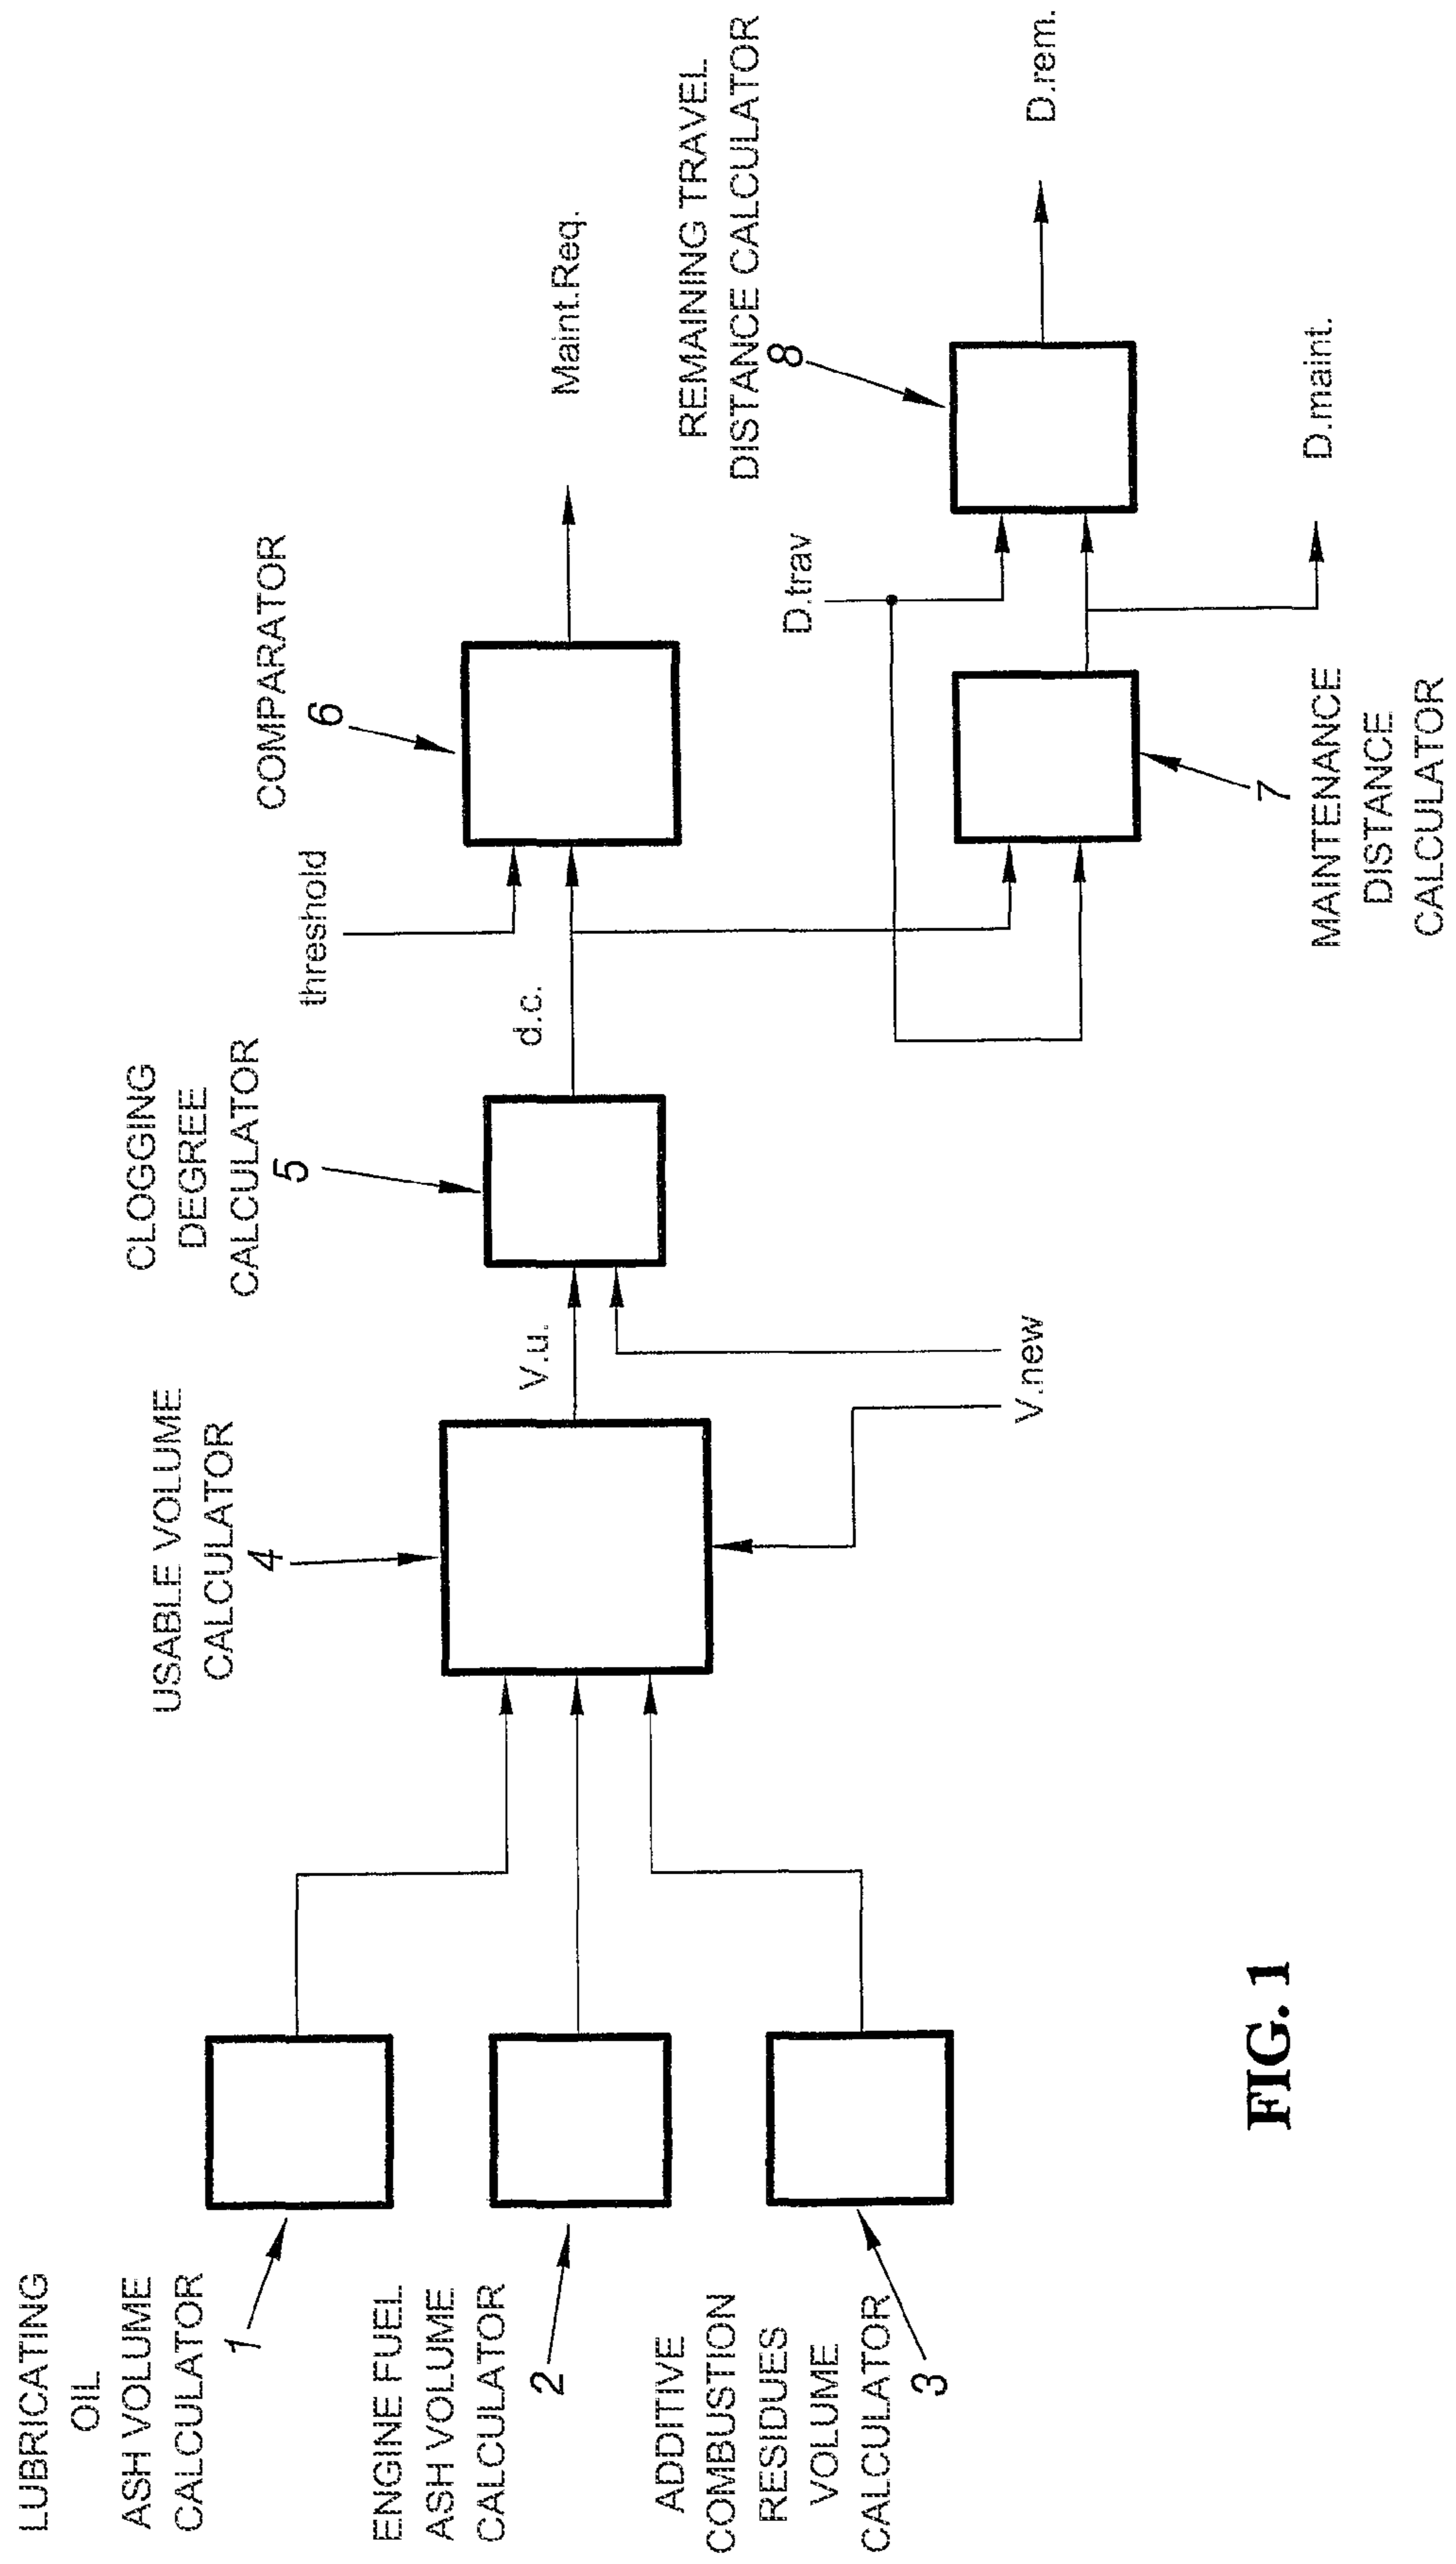 LUBRICATING
OIL
ASH VOLUME
CALCULATOR
1
ENGINE FUEL
ASH VOLUME
CALCULATOR
2
ADDITIVE
COMBUSTION
RESIDUES
VOLUME
CALCULATOR
3
USABLE VOLUME
CALCULATOR
4
V.u.
V.new
CLOGGING
DEGREE
CALCULATOR
5
d.c.
threshold
COMPARATOR
6
Maint.Req.
D.trav
7
MAINTENANCE
DISTANCE
CALCULATOR
REMAINING TRAVEL
DISTANCE CALCULATOR
8
D.rem.
D.maint.
FIG. 1